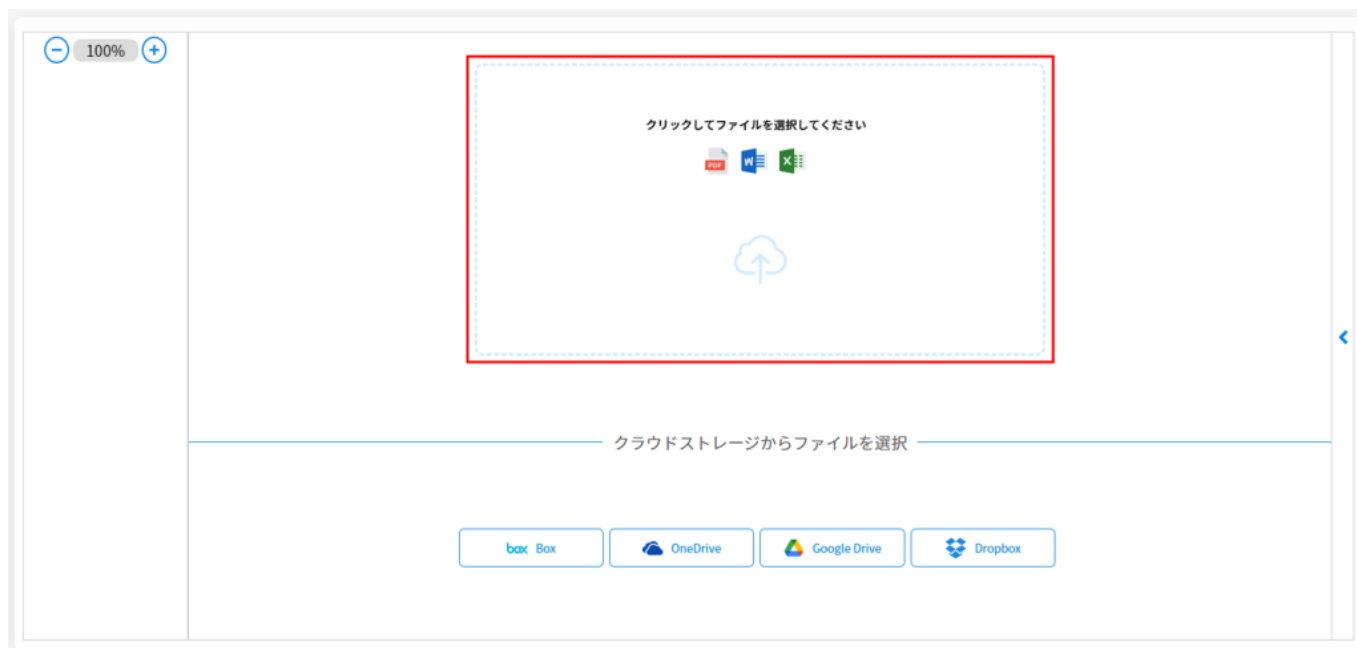 100%
クリックしてファイルを選択してください
PDF W X
クラウドストレージからファイルを選択
box Box OneDrive Google Drive Dropbox